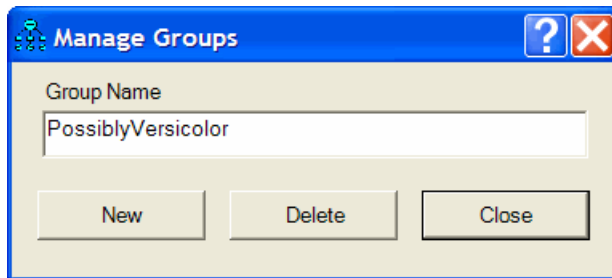 Manage Groups
Group Name
PossiblyVersicolor
New Delete Close